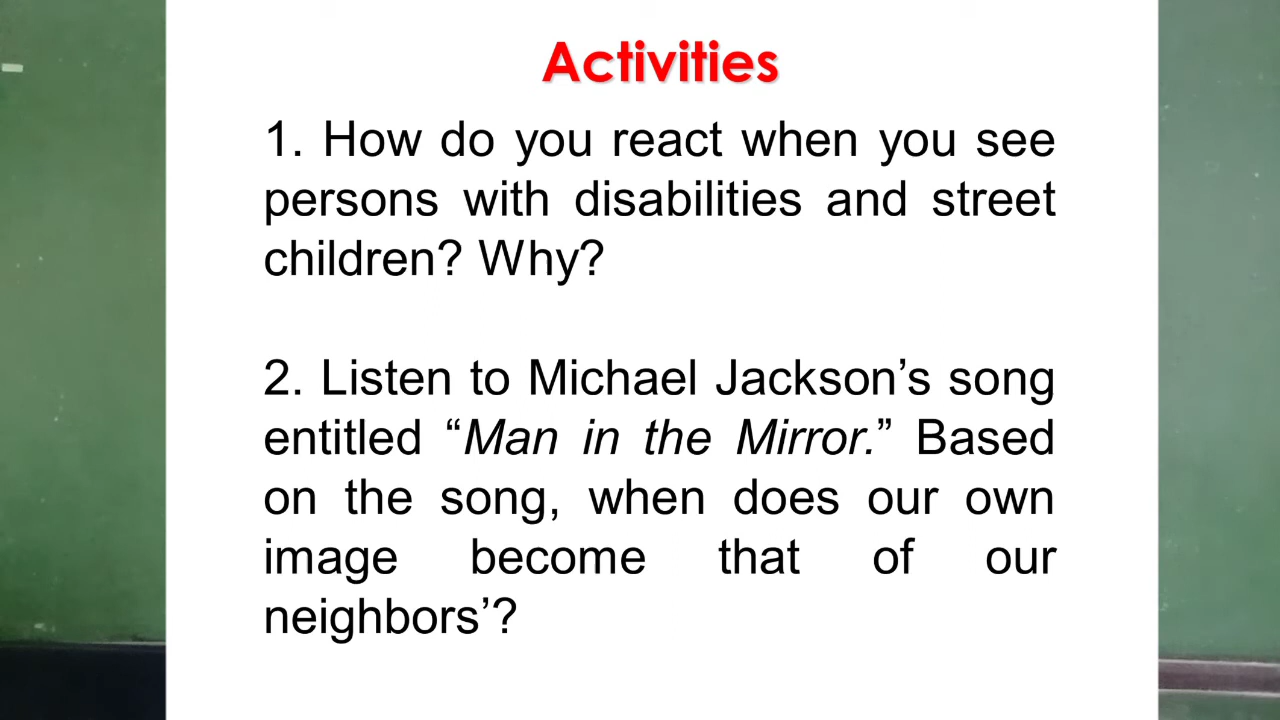 Activities
1. How do you react when you see
persons with disabilities and street
children? Why?
2. Listen to Michael Jackson’s song
entitled “Man in the Mirror.” Based
on the song, when does our own
image become that of our
neighbors’?